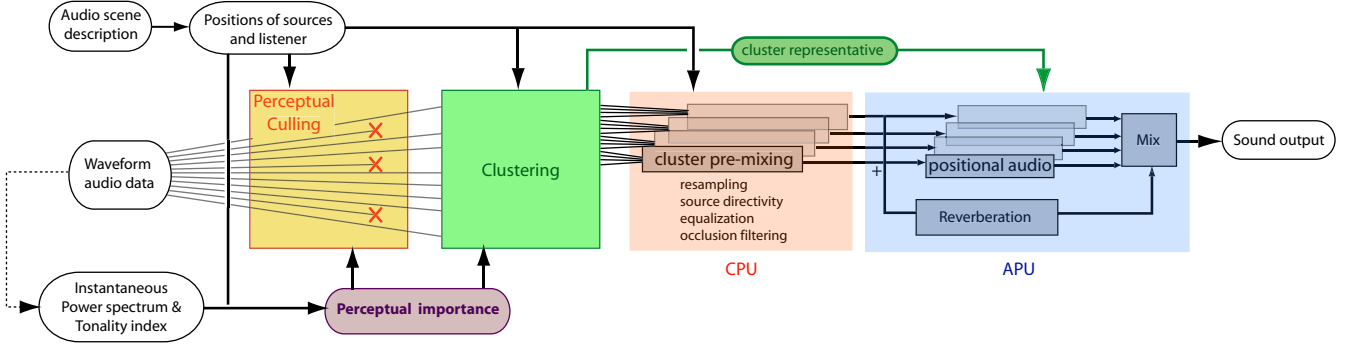 Audio scene
description
Positions of sources
and listener
cluster representative
Perceptual
Culling
Waveform
audio data
Clustering
cluster pre-mixing
resampling
source directivity
equalization
occlusion filtering
CPU
positional audio
+
Reverberation
Mix
APU
Sound output
Instantaneous
Power spectrum &
Tonality index
Perceptual importance